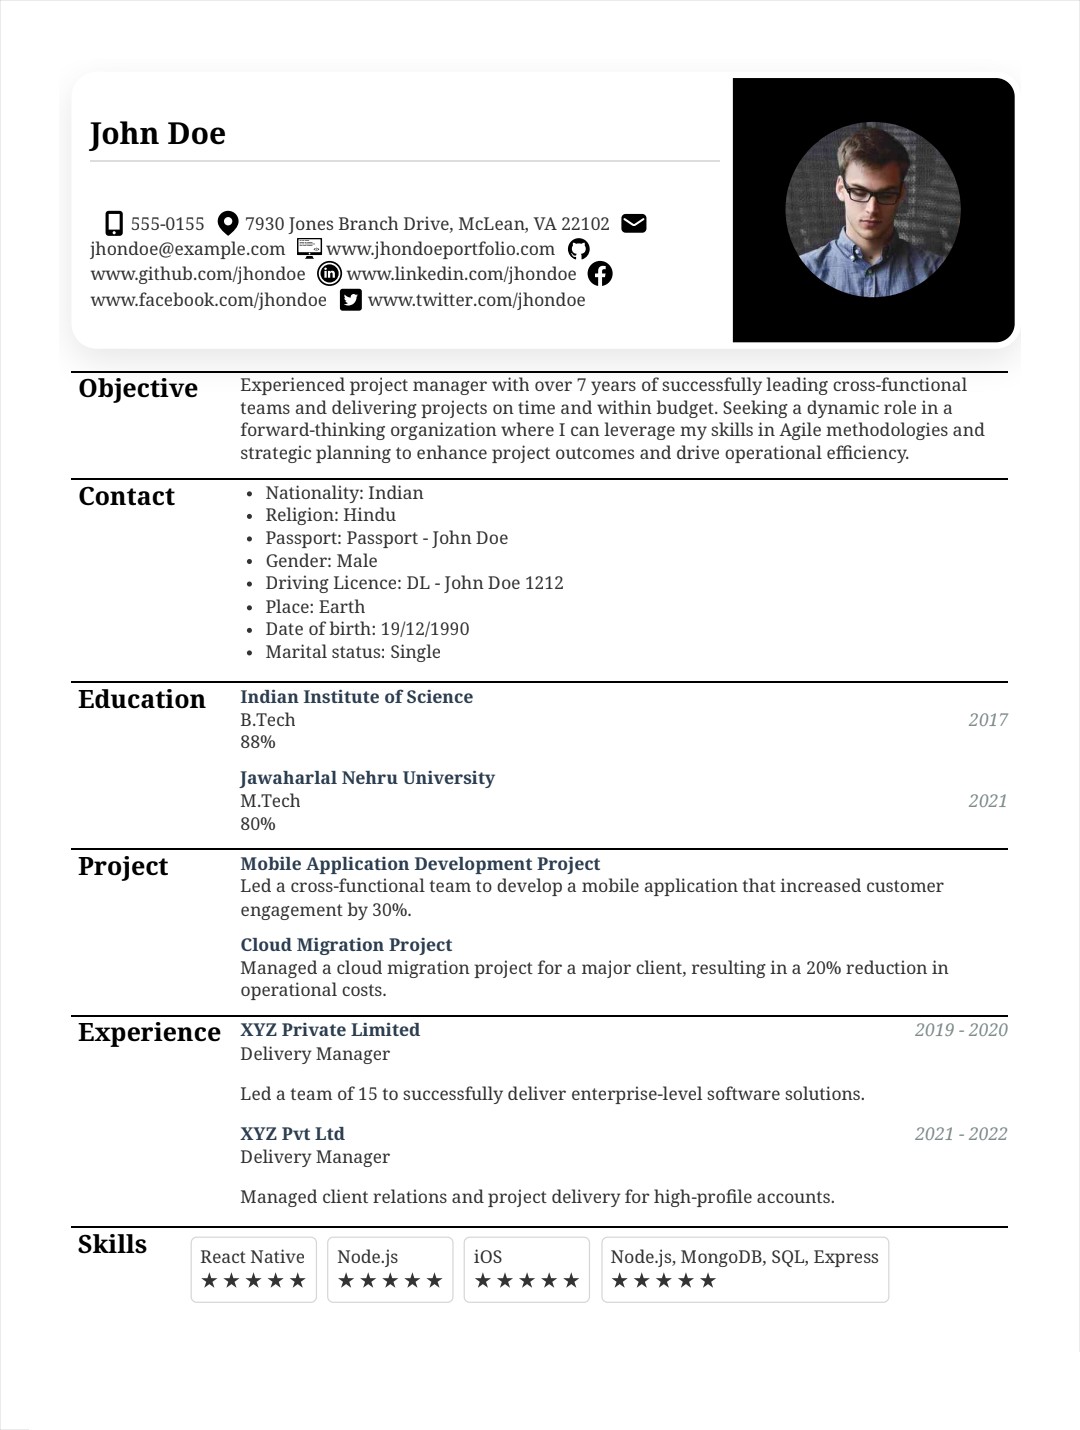 John Doe
555-0155 7930 Jones Branch Drive, McLean, VA 22102
jhondoe@example.com www.jhondoeportfolio.com
www.github.com/jhondoe www.linkedin.com/jhondoe
www.facebook.com/jhondoe www.twitter.com/jhondoe
Objective
Experienced project manager with over 7 years of successfully leading cross-functional
teams and delivering projects on time and within budget. Seeking a dynamic role in a
forward-thinking organization where I can leverage my skills in Agile methodologies and
strategic planning to enhance project outcomes and drive operational efficiency.
Contact
• Nationality: Indian
• Religion: Hindu
• Passport: Passport - John Doe
• Gender: Male
• Driving Licence: DL - John Doe 1212
• Place: Earth
• Date of birth: 19/12/1990
• Marital status: Single
Education
Indian Institute of Science
B.Tech 2017
88%
Jawaharlal Nehru University
M.Tech 2021
80%
Project
Mobile Application Development Project
Led a cross-functional team to develop a mobile application that increased customer
engagement by 30%.
Cloud Migration Project
Managed a cloud migration project for a major client, resulting in a 20% reduction in
operational costs.
Experience
XYZ Private Limited 2019 - 2020
Delivery Manager
Led a team of 15 to successfully deliver enterprise-level software solutions.
XYZ Pvt Ltd 2021 - 2022
Delivery Manager
Managed client relations and project delivery for high-profile accounts.
Skills
React Native Node.js iOS Node.js, MongoDB, SQL, Express
★★★★★ ★★★★★ ★★★★★ ★★★★★